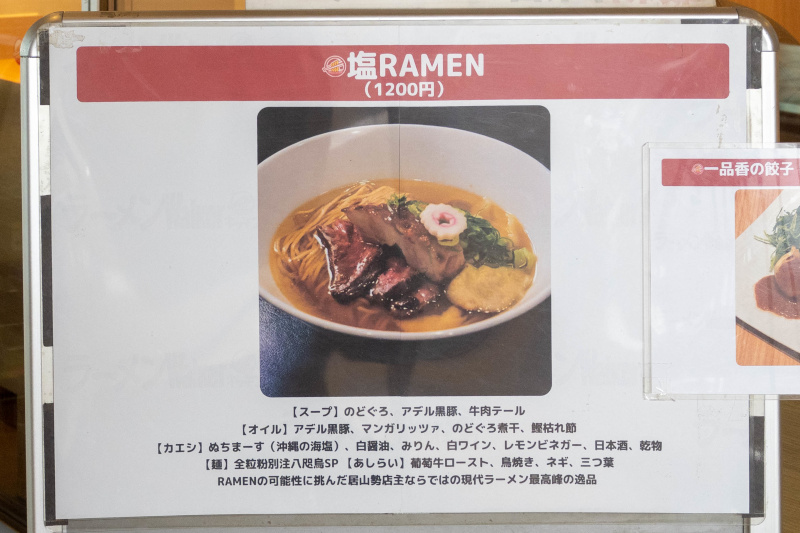 塩RAMEN
（1200円）
一品香の餃子
【スープ】のどぐろ、アデル黒豚、牛肉テール
【オイル】アデル黒豚、マンガリッツァ、のどぐろ煮干、鰹枯れ節
【カエシ】ぬちまーす（沖縄の海塩）、白醤油、みりん、白ワイン、レモンビネガー、日本酒、乾物
【麺】全粒粉別注八咫烏SP 【あしらい】葡萄牛ロースト、鳥焼き、ネギ、三つ葉
RAMENの可能性に挑んだ居山勢店主ならではの現代ラーメン最高峰の逸品